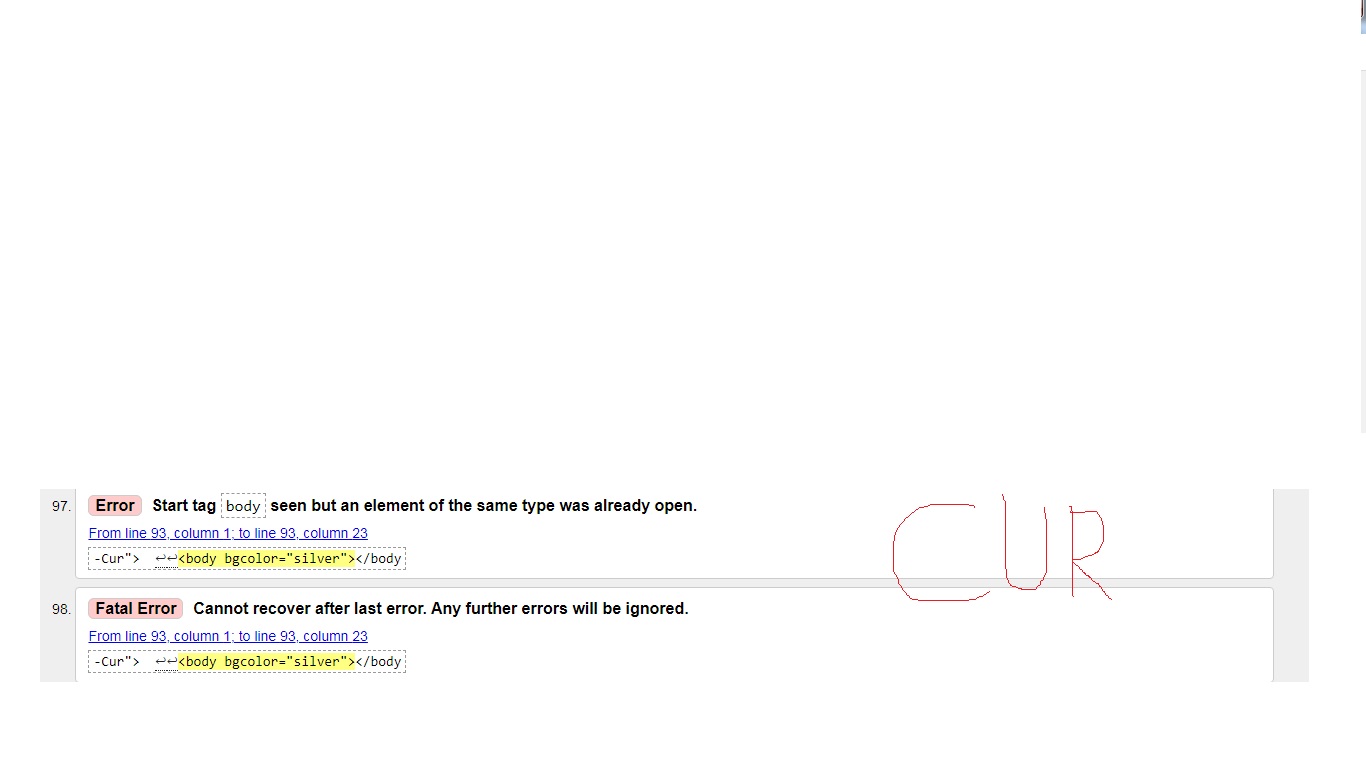 97. Error Start tag body seen but an element of the same type was already open.
From line 93, column 1; to line 93, column 23
-Cur"> ↩↩<body bgcolor="silver"></body
CUR
98. Fatal Error Cannot recover after last error. Any further errors will be ignored.
From line 93, column 1; to line 93, column 23
-Cur"> ↩↩<body bgcolor="silver"></body